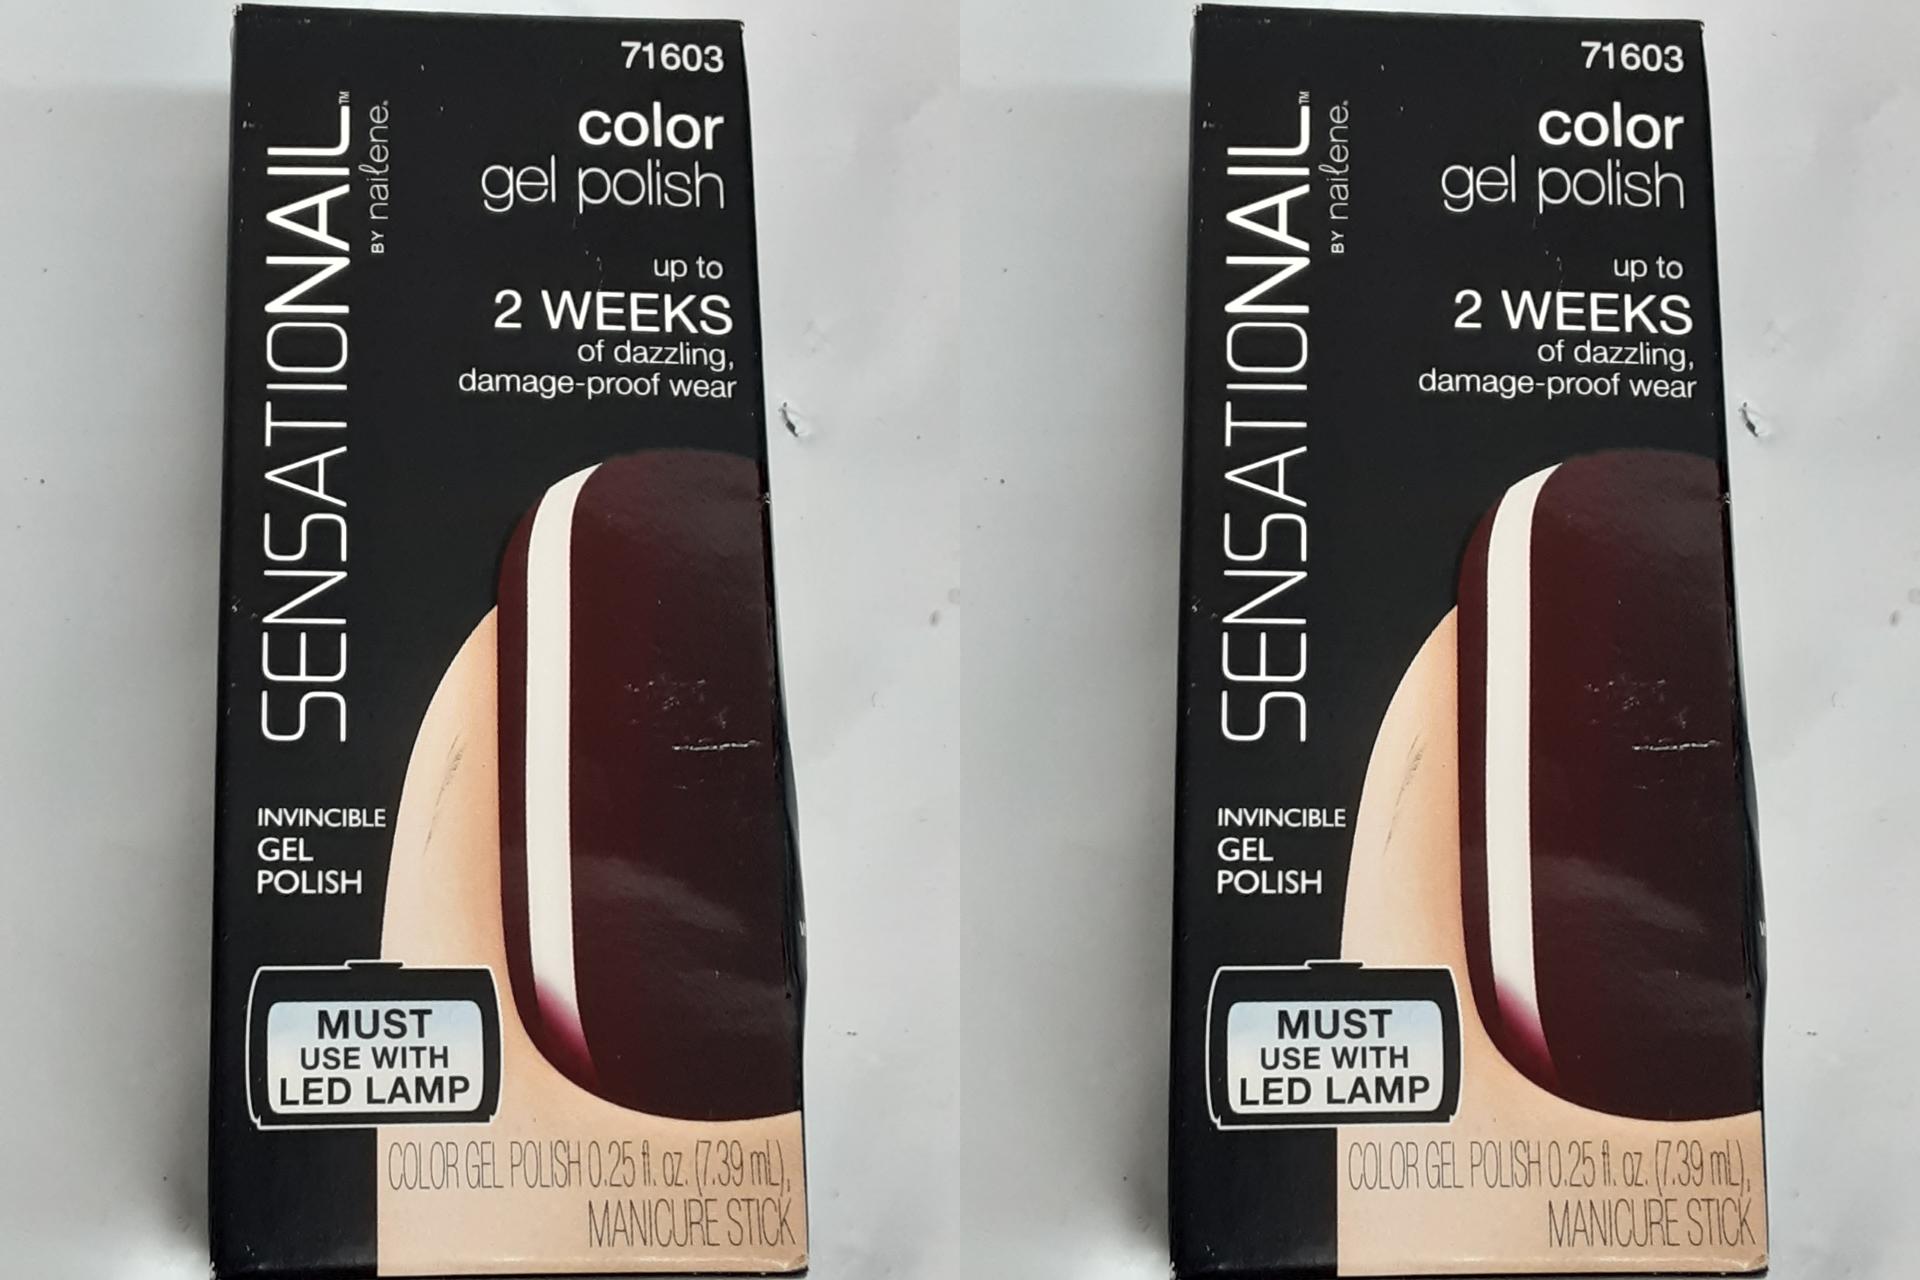 71603
color
gel polish
SENSATIONAIL™
BY nailene®
up to
2 WEEKS
of dazzling,
damage-proof wear
INVINCIBLE
GEL
POLISH
MUST
USE WITH
LED LAMP
COLOR GEL POLISH 0.25 fl. oz. (7.39 mL),
MANICURE STICK
71603
color
gel polish
SENSATIONAIL™
BY nailene®
up to
2 WEEKS
of dazzling,
damage-proof wear
INVINCIBLE
GEL
POLISH
MUST
USE WITH
LED LAMP
COLOR GEL POLISH 0.25 fl. oz. (7.39 mL),
MANICURE STICK